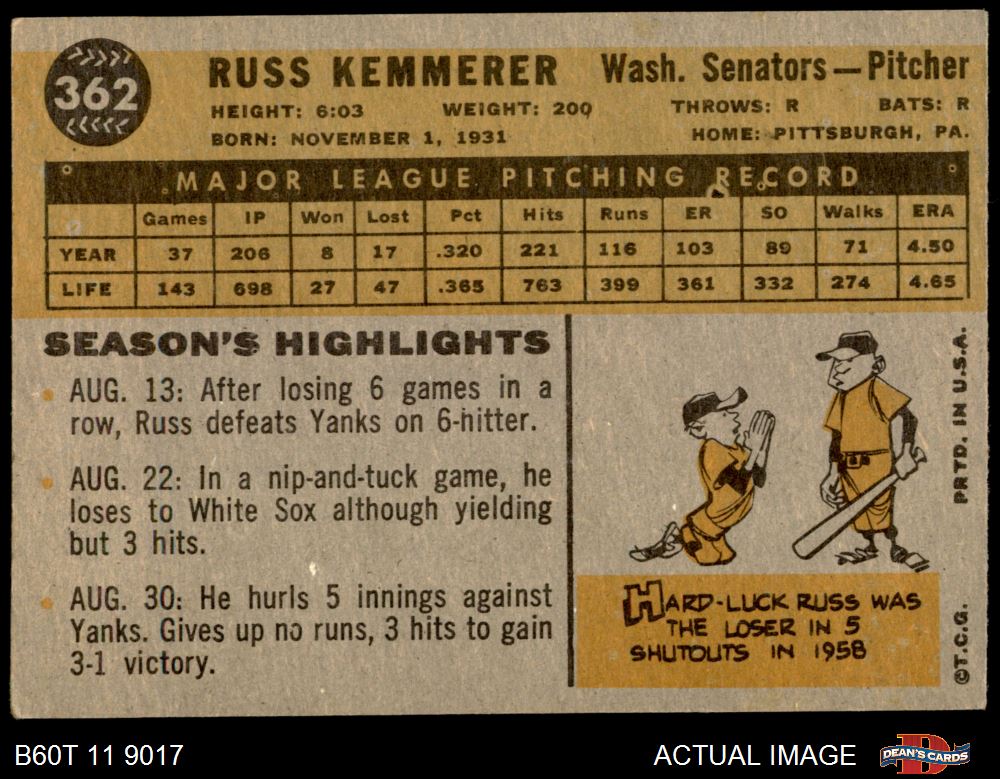 362
RUSS KEMMERER Wash. Senators—Pitcher
HEIGHT: 6:03 WEIGHT: 200 THROWS: R BATS: R
BORN: NOVEMBER 1, 1931 HOME: PITTSBURGH, PA.
MAJOR LEAGUE PITCHING RECORD
Games IP Won Lost Pct Hits Runs ER SO Walks ERA
YEAR 37 206 8 17 .320 221 116 103 89 71 4.50
LIFE 143 698 27 47 .365 763 399 361 332 274 4.65
SEASON'S HIGHLIGHTS
AUG. 13: After losing 6 games in a
row, Russ defeats Yanks on 6-hitter.
AUG. 22: In a nip-and-tuck game, he
loses to White Sox although yielding
but 3 hits.
AUG. 30: He hurls 5 innings against
Yanks. Gives up no runs, 3 hits to gain
3-1 victory.
HARD-LUCK RUSS WAS
THE LOSER IN 5
SHUTOUTS IN 1958
©T.C.G. PRTD. IN U.S.A.
B60T 11 9017 ACTUAL IMAGE DEAN'S CARDS